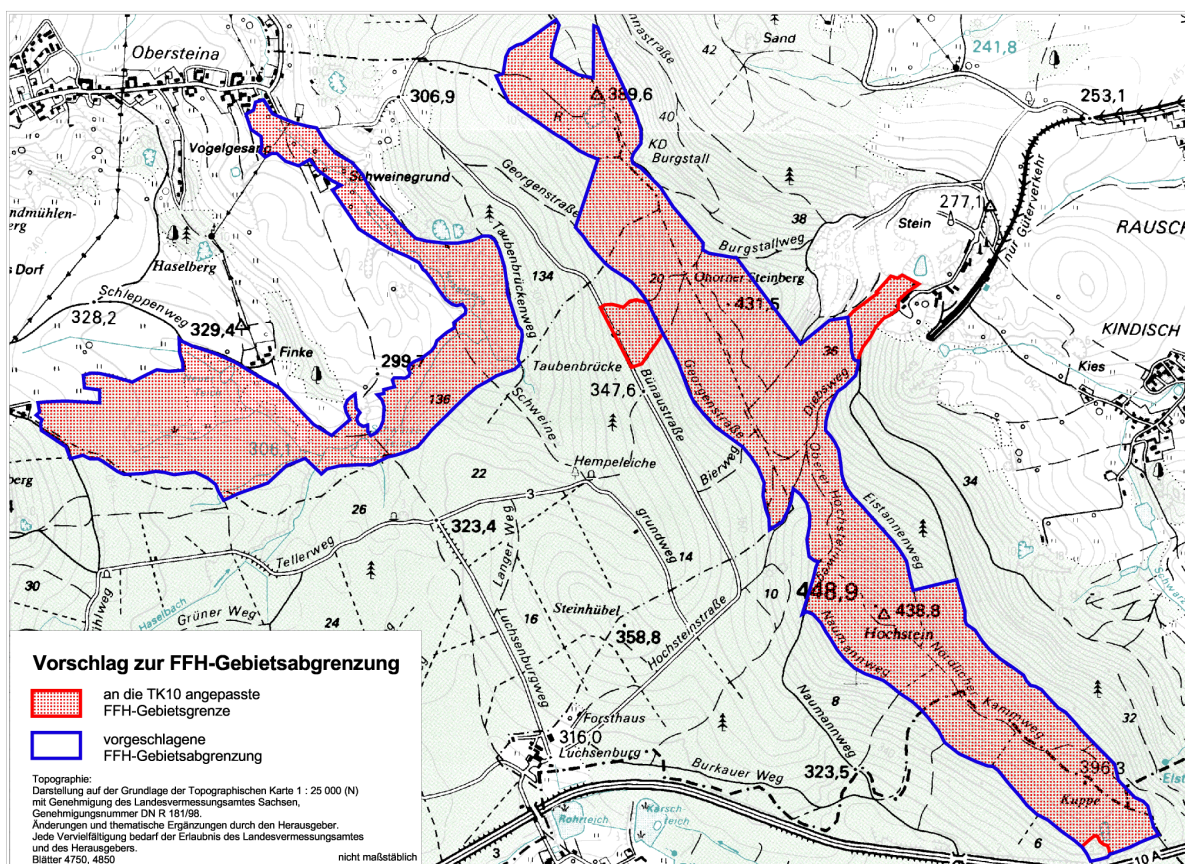 Obersteina
306,9
389,6
R
42
Sand
241,8
253,1
Bünaustraße
40
KD
Burgstall
Vogelgesang
Schweinegrund
Georgenstraße
Taubenbrückenweg
134
38
Burgstallweg
Stein
277,1
nur Güterverkehr
Haselberg
s Dorf
Schleppenweg
328,2
329,4
Finke
20
Ohorner Steinberg
431,5
36
KINDISCH
Kies
136
Taubenbrücke
347,6
Bünaustraße
Georgenstraße
Diebsweg
Schweine-
306,1
Hempeleiche
Bierweg
22
3
26
323,4
Langer Weg
grundweg
14
Elstannenweg
34
Tellerweg
30
Grüner Weg
24
Haselbach
16
Steinhübel
358,8
10
448,9
438,8
Hochstein
Hochsteinstraße
Luchsenburgweg
Naumannweg
Nördlicher Kammweg
Naumannweg
8
32
Forsthaus
316,0
Luchsenburg
Burkauer Weg
323,5
396,3
Kuppe
6
Rohrteich
3
Vorschlag zur FFH-Gebietsabgrenzung
an die TK10 angepasste
FFH-Gebietsgrenze
vorgeschlagene
FFH-Gebietsabgrenzung
Topographie:
Darstellung auf der Grundlage der Topographischen Karte 1 : 25 000 (N)
mit Genehmigung des Landesvermessungsamtes Sachsen,
Genehmigungsnummer DN R 181/98.
Änderungen und thematische Ergänzungen durch den Herausgeber.
Jede Vervielfältigung bedarf der Erlaubnis des Landesvermessungsamtes
und des Herausgebers.
Blätter 4750, 4850
nicht maßstäblich